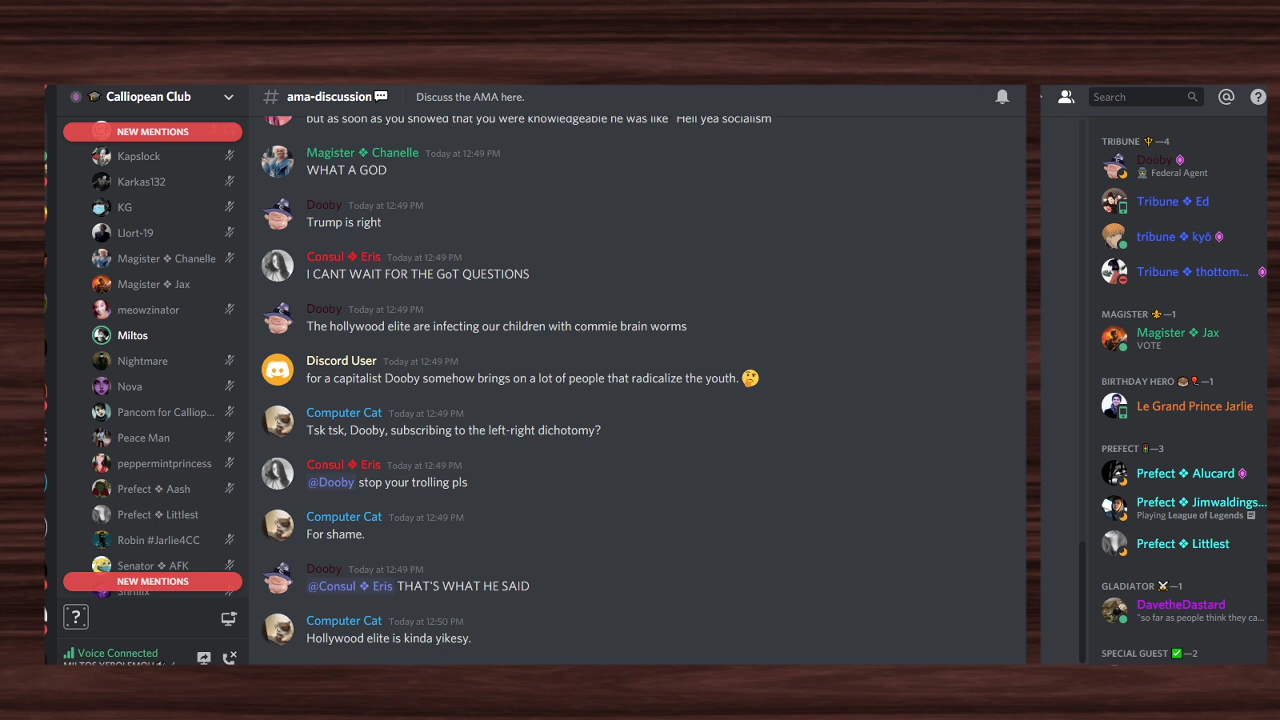 Calliopean Club
NEW MENTIONS
Kapslock
Karkas132
KG
Llort-19
Magister ❖ Chanelle
Magister ❖ Jax
meowzinator
Miltos
Nightmare
Nova
Pancom for Calliop...
Peace Man
peppermintprincess
Prefect ❖ Aash
Prefect ❖ Littlest
Robin #Jarlie4CC
Senator ❖ AFK
NEW MENTIONS
Voice Connected
# ama-discussion💬 Discuss the AMA here.
but as soon as you showed that you were knowledgeable he was like "Hell yea socialism"
Magister ❖ Chanelle Today at 12:49 PM
WHAT A GOD
Dooby Today at 12:49 PM
Trump is right
Consul ❖ Eris Today at 12:49 PM
I CANT WAIT FOR THE GoT QUESTIONS
Dooby Today at 12:49 PM
The hollywood elite are infecting our children with commie brain worms
Discord User Today at 12:49 PM
for a capitalist Dooby somehow brings on a lot of people that radicalize the youth. 🤔
Computer Cat Today at 12:49 PM
Tsk tsk, Dooby, subscribing to the left-right dichotomy?
Consul ❖ Eris Today at 12:49 PM
@Dooby stop your trolling pls
Computer Cat Today at 12:49 PM
For shame.
Dooby Today at 12:49 PM
@Consul ❖ Eris THAT'S WHAT HE SAID
Computer Cat Today at 12:50 PM
Hollywood elite is kinda yikesy.
Search
TRIBUNE 🔱—4
Dooby
Federal Agent
Tribune ❖ Ed
tribune ❖ kyō
Tribune ❖ thottom...
MAGISTER ⚜—1
Magister ❖ Jax
VOTE
BIRTHDAY HERO 🎂🎈—1
Le Grand Prince Jarlie
PREFECT —3
Prefect ❖ Alucard
Prefect ❖ Jimwaldings...
Playing League of Legends
Prefect ❖ Littlest
GLADIATOR ⚔—1
DavetheDastard
"so far as people think they ca...
SPECIAL GUEST ✅—2